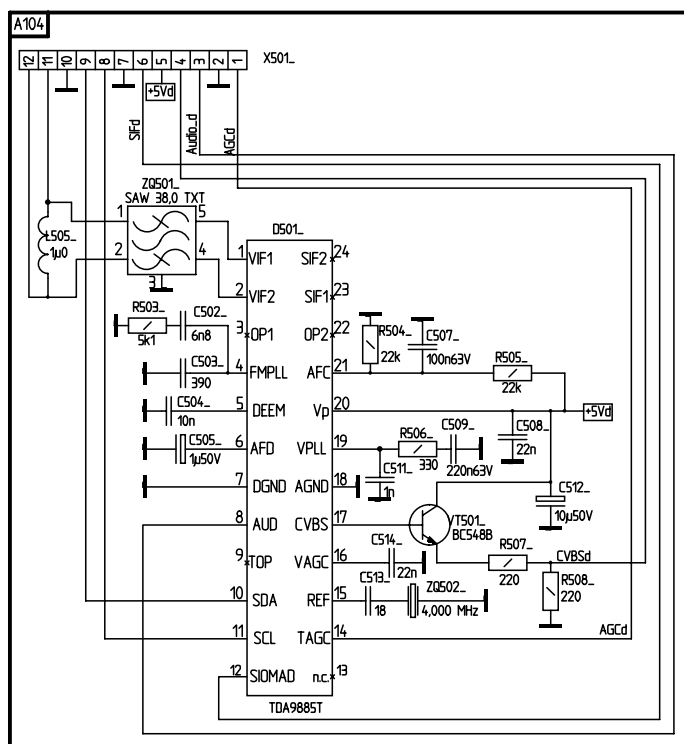 A104
12 11 10 9 8 7 6 5 4 3 2 1 X501_
+5Vd
SIFd
Audio_d
AGCd
ZQ501_
SAW 38,0 TXT
1 5
2 4
3
L505_
1µ0
D501_
1 VIF1 SIF2 24
2 VIF2 SIF1 23
3 OP1 OP2 22
4 FMPLL AFC 21
5 DEEM Vp 20
6 AFD VPLL 19
7 DGND AGND 18
8 AUD CVBS 17
9 TOP VAGC 16
10 SDA REF 15
11 SCL TAGC 14
12 SIOMAD n.c. 13
TDA9885T
R503_
5k1
C502_
6n8
C503_
390
C504_
10n
C505_
1µ50V
R504_
22k
C507_
100n63V
R505_
22k
+5Vd
R506_
330
C509_
220n63V
C508_
22n
C511_
1n
C512_
10µ50V
VT501_
BC548B
C514_
22n
R507_
220
CVBSd
R508_
220
C513_
18
ZQ502_
4,000 MHz
AGCd